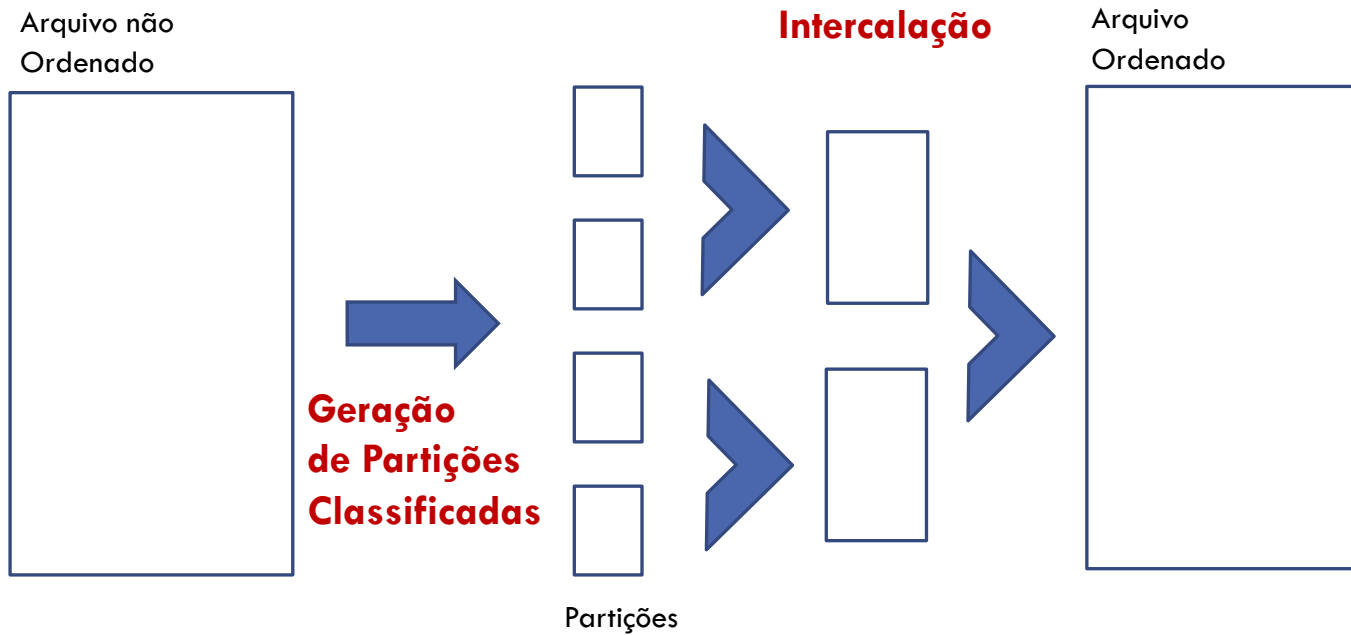 Arquivo não
Ordenado
Intercalação
Arquivo
Ordenado
Geração
de Partições
Classificadas
Partições